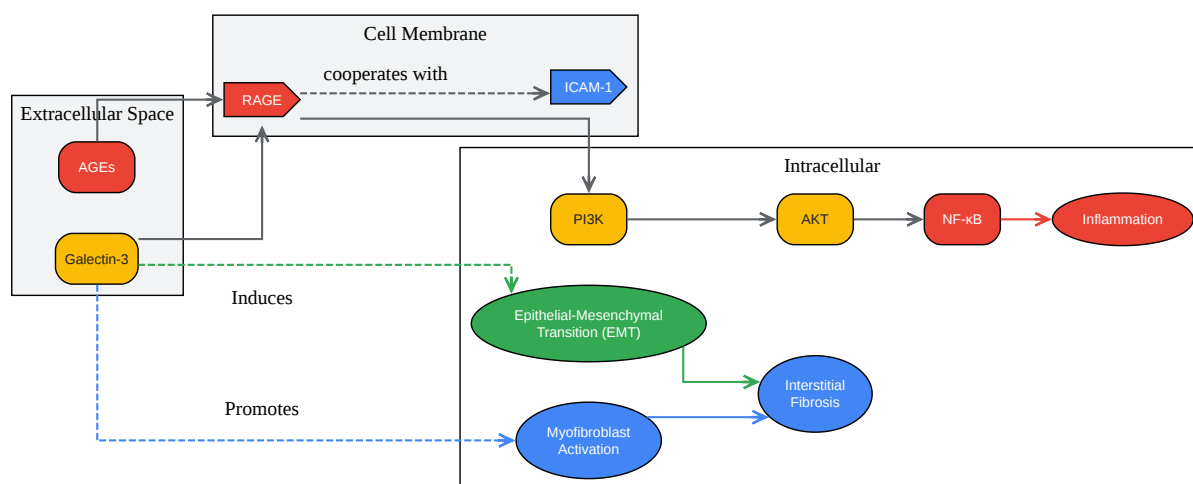 Cell Membrane
cooperates with
RAGE
ICAM-1
Extracellular Space
AGEs
Galectin-3
Intracellular
PI3K
AKT
NF-κB
Inflammation
Induces
Epithelial-Mesenchymal
Transition (EMT)
Interstitial
Fibrosis
Promotes
Myofibroblast
Activation